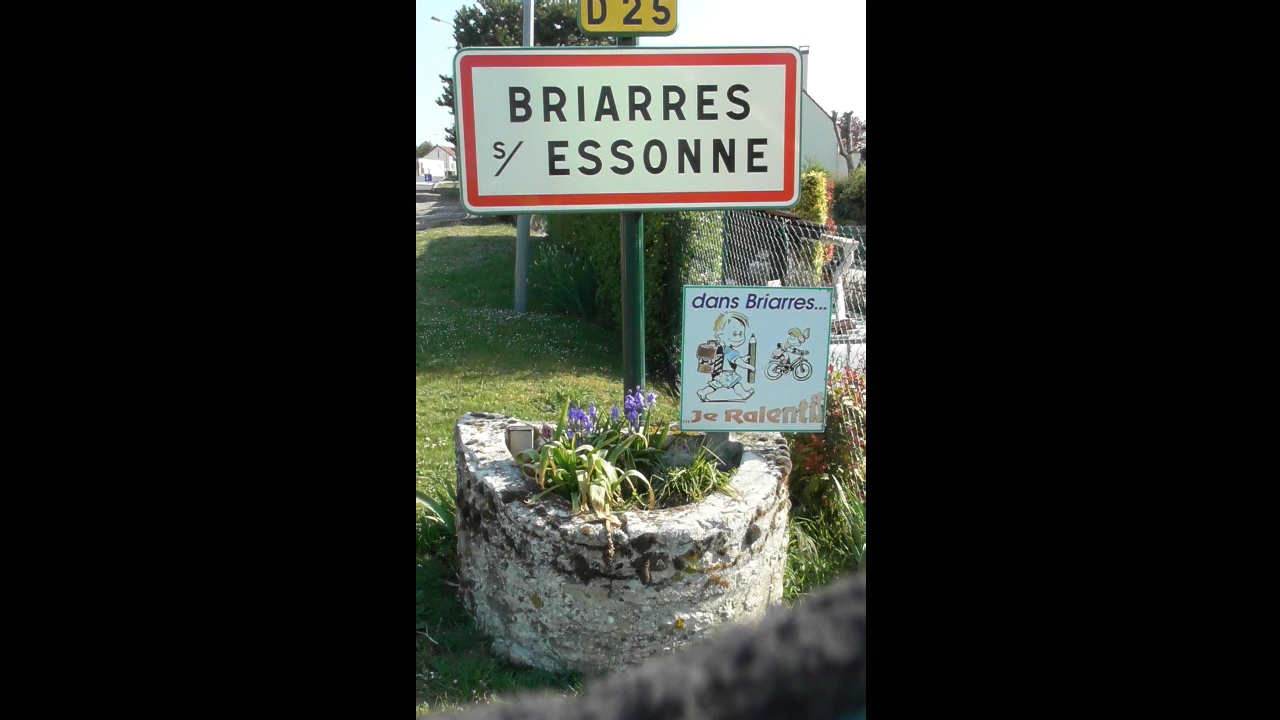 D 25
BRIARRES
s/ ESSONNE
dans Briarres...
...Je Ralentis